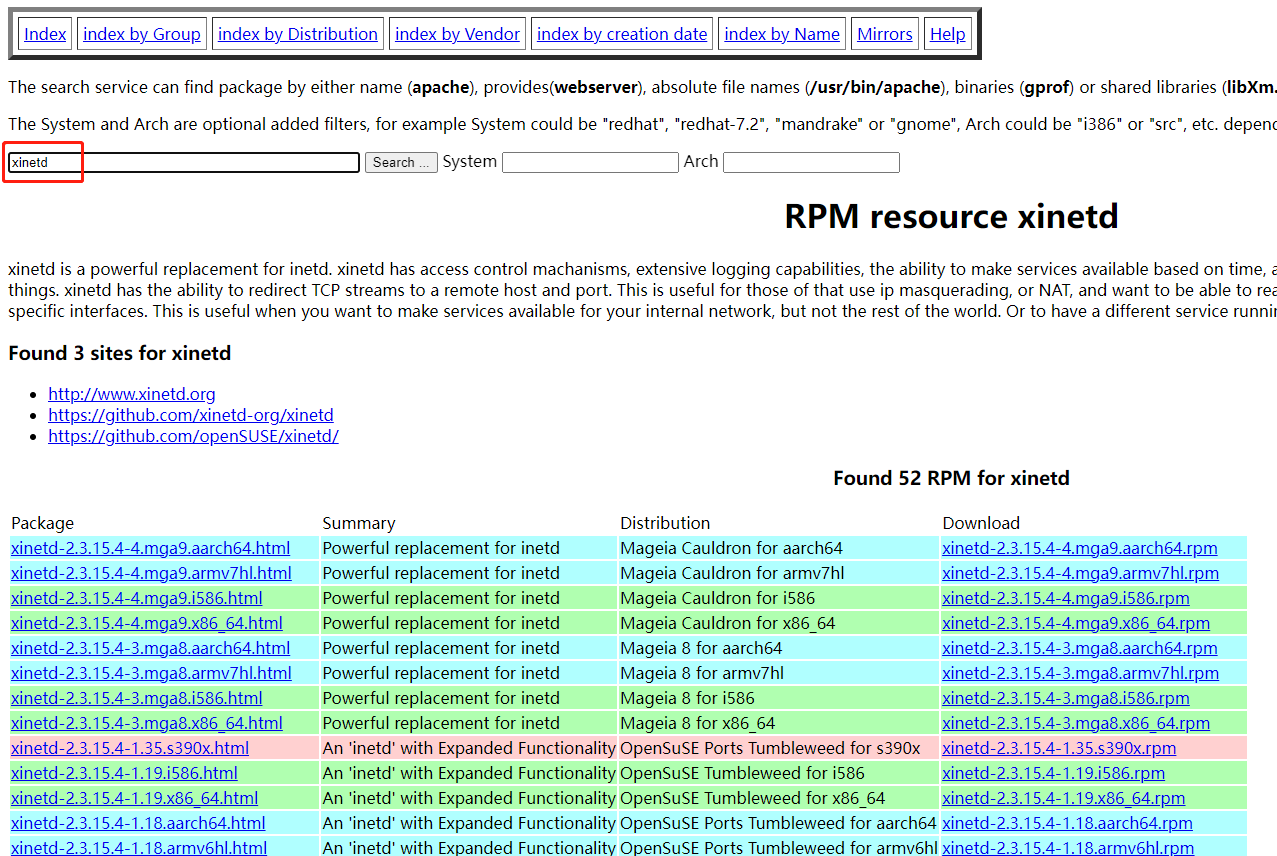 Index index by Group index by Distribution index by Vendor index by creation date index by Name Mirrors Help
The search service can find package by either name (apache), provides(webserver), absolute file names (/usr/bin/apache), binaries (gprof) or shared libraries (libXm.
The System and Arch are optional added filters, for example System could be "redhat", "redhat-7.2", "mandrake" or "gnome", Arch could be "i386" or "src", etc. depend
xinetd Search ... System Arch
RPM resource xinetd
xinetd is a powerful replacement for inetd. xinetd has access control machanisms, extensive logging capabilities, the ability to make services available based on time, a
things. xinetd has the ability to redirect TCP streams to a remote host and port. This is useful for those of that use ip masquerading, or NAT, and want to be able to rea
specific interfaces. This is useful when you want to make services available for your internal network, but not the rest of the world. Or to have a different service runni
Found 3 sites for xinetd
http://www.xinetd.org
https://github.com/xinetd-org/xinetd
https://github.com/openSUSE/xinetd/
Found 52 RPM for xinetd
Package Summary Distribution Download
xinetd-2.3.15.4-4.mga9.aarch64.html Powerful replacement for inetd Mageia Cauldron for aarch64 xinetd-2.3.15.4-4.mga9.aarch64.rpm
xinetd-2.3.15.4-4.mga9.armv7hl.html Powerful replacement for inetd Mageia Cauldron for armv7hl xinetd-2.3.15.4-4.mga9.armv7hl.rpm
xinetd-2.3.15.4-4.mga9.i586.html Powerful replacement for inetd Mageia Cauldron for i586 xinetd-2.3.15.4-4.mga9.i586.rpm
xinetd-2.3.15.4-4.mga9.x86_64.html Powerful replacement for inetd Mageia Cauldron for x86_64 xinetd-2.3.15.4-4.mga9.x86_64.rpm
xinetd-2.3.15.4-3.mga8.aarch64.html Powerful replacement for inetd Mageia 8 for aarch64 xinetd-2.3.15.4-3.mga8.aarch64.rpm
xinetd-2.3.15.4-3.mga8.armv7hl.html Powerful replacement for inetd Mageia 8 for armv7hl xinetd-2.3.15.4-3.mga8.armv7hl.rpm
xinetd-2.3.15.4-3.mga8.i586.html Powerful replacement for inetd Mageia 8 for i586 xinetd-2.3.15.4-3.mga8.i586.rpm
xinetd-2.3.15.4-3.mga8.x86_64.html Powerful replacement for inetd Mageia 8 for x86_64 xinetd-2.3.15.4-3.mga8.x86_64.rpm
xinetd-2.3.15.4-1.35.s390x.html An 'inetd' with Expanded Functionality OpenSuSE Ports Tumbleweed for s390x xinetd-2.3.15.4-1.35.s390x.rpm
xinetd-2.3.15.4-1.19.i586.html An 'inetd' with Expanded Functionality OpenSuSE Tumbleweed for i586 xinetd-2.3.15.4-1.19.i586.rpm
xinetd-2.3.15.4-1.19.x86_64.html An 'inetd' with Expanded Functionality OpenSuSE Tumbleweed for x86_64 xinetd-2.3.15.4-1.19.x86_64.rpm
xinetd-2.3.15.4-1.18.aarch64.html An 'inetd' with Expanded Functionality OpenSuSE Ports Tumbleweed for aarch64 xinetd-2.3.15.4-1.18.aarch64.rpm
xinetd-2.3.15.4-1.18.armv6hl.html An 'inetd' with Expanded Functionality OpenSuSE Ports Tumbleweed for armv6hl xinetd-2.3.15.4-1.18.armv6hl.rpm